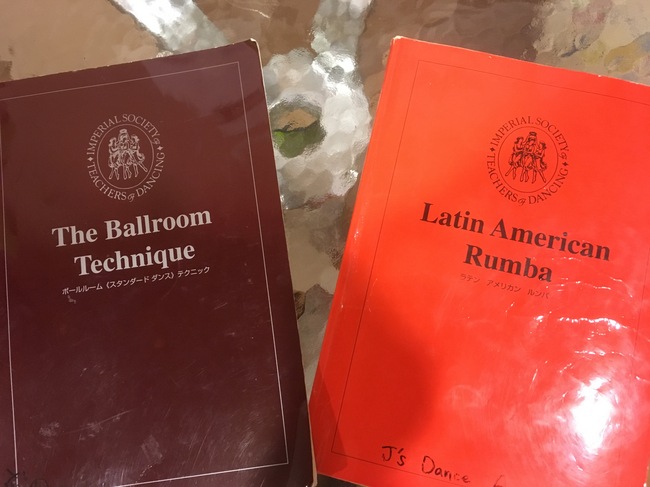 IMPERIAL SOCIETY of TEACHERS of DANCING
The Ballroom
Technique
ボールルーム《スタンダード ダンス》テクニック
IMPERIAL SOCIETY of TEACHERS of DANCING
Latin American
Rumba
ラテン アメリカン ルンバ
J's Dance